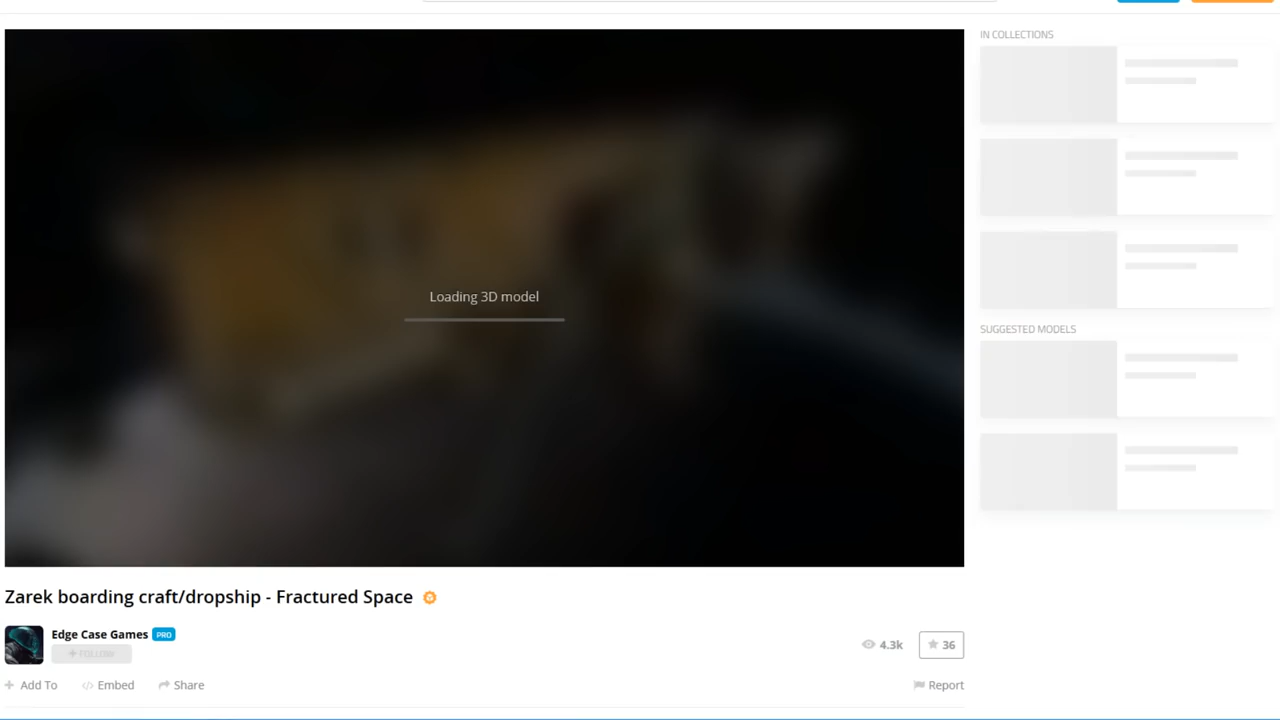 IN COLLECTIONS
Loading 3D model
SUGGESTED MODELS
Zarek boarding craft/dropship - Fractured Space
Edge Case Games PRO
+ FOLLOW
4.3k
36
+ Add To
</> Embed
Share
Report